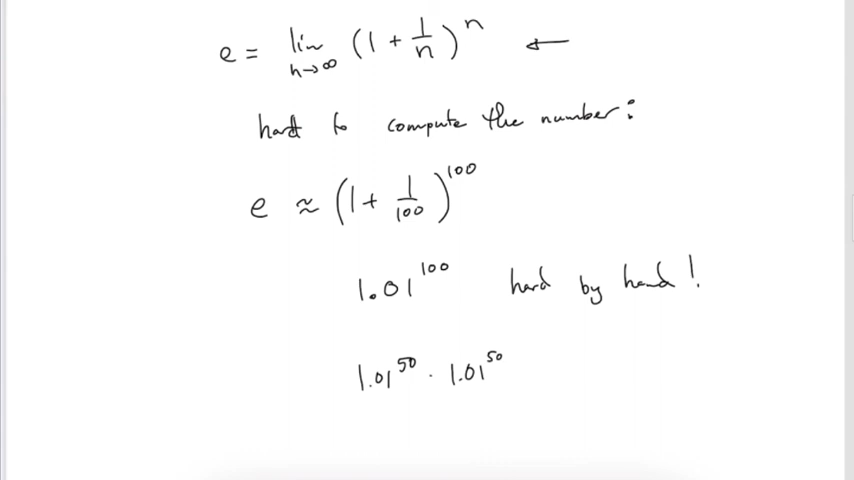 e = lim n→∞ (1 + 1/n)^n ←
hard to compute the number:
e ≈ (1 + 1/100)^100
1.01^100 hard by hand!
1.01^50 · 1.01^50